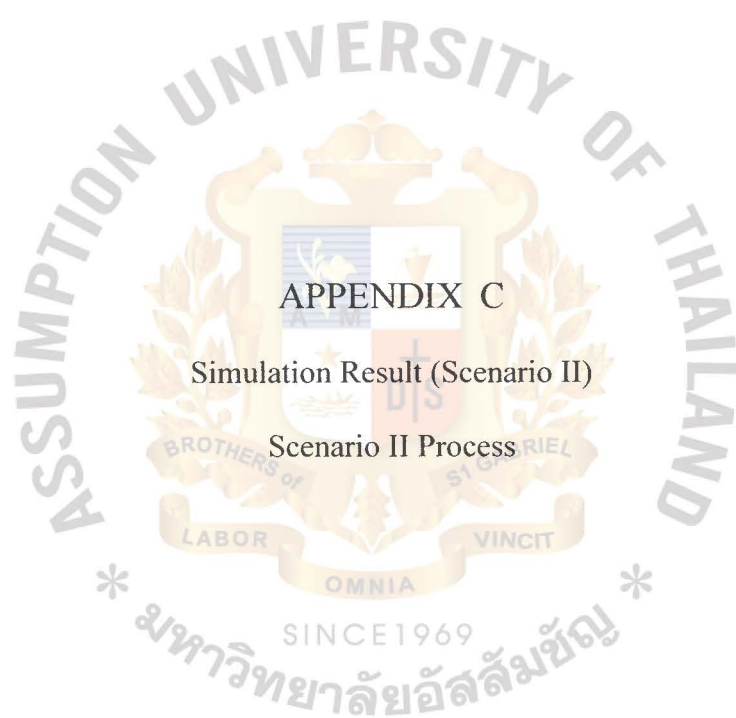 ASSUMPTION UNIVERSITY OF THAILAND
APPENDIX C
A M
Simulation Result (Scenario II)
D S
Scenario II Process
BROTHERS of ST GABRIEL
LABOR VINCIT
OMNIA
* SINCE1969 *
มหาวิทยาลัยอัสสัมชัญ